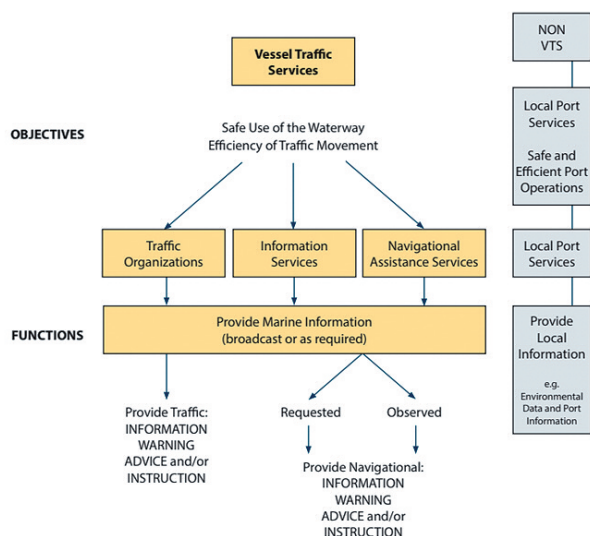 Vessel Traffic
Services
OBJECTIVES
Safe Use of the Waterway
Efficiency of Traffic Movement
Traffic
Organizations
Information
Services
Navigational
Assistance Services
FUNCTIONS
Provide Marine Information
(broadcast or as required)
Provide Traffic:
INFORMATION
WARNING
ADVICE and/or
INSTRUCTION
Requested
Observed
Provide Navigational:
INFORMATION
WARNING
ADVICE and/or
INSTRUCTION
NON
VTS
Local Port
Services
Safe and
Efficient Port
Operations
Local Port
Services
Provide
Local
Information
e.g.
Environmental
Data and Port
Information